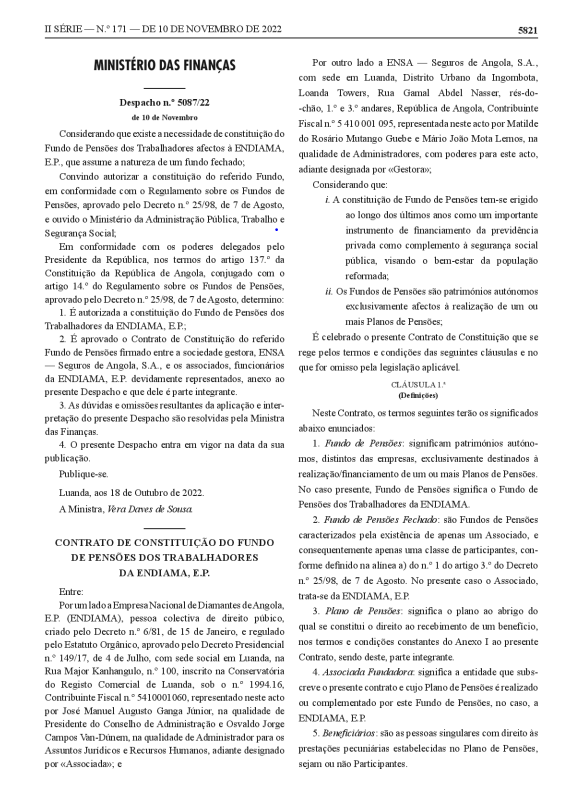 II SÉRIE — N.º 171 — DE 10 DE NOVEMBRO DE 2022
5821
MINISTÉRIO DAS FINANÇAS
Despacho n.º 5087/22
de 10 de Novembro
Considerando que existe a necessidade de constituição do
Fundo de Pensões dos Trabalhadores afectos à ENDIAMA,
E.P., que assume a natureza de um fundo fechado;
Convindo autorizar a constituição do referido Fundo,
em conformidade com o Regulamento sobre os Fundos de
Pensões, aprovado pelo Decreto n.º 25/98, de 7 de Agosto,
e ouvido o Ministério da Administração Pública, Trabalho e
Segurança Social;
Em conformidade com os poderes delegados pelo
Presidente da República, nos termos do artigo 137.º da
Constituição da República de Angola, conjugado com o
artigo 14.º do Regulamento sobre os Fundos de Pensões,
aprovado pelo Decreto n.º 25/98, de 7 de Agosto, determino:
1. É autorizada a constituição do Fundo de Pensões dos
Trabalhadores da ENDIAMA, E.P.;
2. É aprovado o Contrato de Constituição do referido
Fundo de Pensões firmado entre a sociedade gestora, ENSA
— Seguros de Angola, S.A., e os associados, funcionários
da ENDIAMA, E.P. devidamente representados, anexo ao
presente Despacho e que dele é parte integrante.
3. As dúvidas e omissões resultantes da aplicação e inter-
pretação do presente Despacho são resolvidas pela Ministra
das Finanças.
4. O presente Despacho entra em vigor na data da sua
publicação.
Publique-se.
Luanda, aos 18 de Outubro de 2022.
A Ministra, Vera Daves de Sousa.
CONTRATO DE CONSTITUIÇÃO DO FUNDO
DE PENSÕES DOS TRABALHADORES
DA ENDIAMA, E.P.
Entre:
Por um lado a Empresa Nacional de Diamantes de Angola,
E.P. (ENDIAMA), pessoa colectiva de direito púbico,
criado pelo Decreto n.º 6/81, de 15 de Janeiro, e regulado
pelo Estatuto Orgânico, aprovado pelo Decreto Presidencial
n.º 149/17, de 4 de Julho, com sede social em Luanda, na
Rua Major Kanhangulo, n.º 100, inscrito na Conservatória
do Registo Comercial de Luanda, sob o n.º 1994.16,
Contribuinte Fiscal n.º 5410001060, representado neste acto
por José Manuel Augusto Ganga Júnior, na qualidade de
Presidente do Conselho de Administração e Osvaldo Jorge
Campos Van-Dúnem, na qualidade de Administrador para os
Assuntos Jurídicos e Recursos Humanos, adiante designado
por «Associada»; e
Por outro lado a ENSA — Seguros de Angola, S.A.,
com sede em Luanda, Distrito Urbano da Ingombota,
Loanda Towers, Rua Gamal Abdel Nasser, rés-do-
-chão, 1.º e 3.º andares, República de Angola, Contribuinte
Fiscal n.º 5 410 001 095, representada neste acto por Matilde
do Rosário Mutango Guebe e Mário João Mota Lemos, na
qualidade de Administradores, com poderes para este acto,
adiante designada por «Gestora»;
Considerando que:
i. A constituição de Fundo de Pensões tem-se erigido
ao longo dos últimos anos como um importante
instrumento de financiamento da previdência
privada como complemento à segurança social
pública, visando o bem-estar da população
reformada;
ii. Os Fundos de Pensões são patrimónios autónomos
exclusivamente afectos à realização de um ou
mais Planos de Pensões;
É celebrado o presente Contrato de Constituição que se
rege pelos termos e condições das seguintes cláusulas e no
que for omisso pela legislação aplicável.
CLÁUSULA 1.ª
(Definições)
Neste Contrato, os termos seguintes terão os significados
abaixo enunciados:
1. Fundo de Pensões: significam patrimónios autóno-
mos, distintos das empresas, exclusivamente destinados à
realização/financiamento de um ou mais Planos de Pensões.
No caso presente, Fundo de Pensões significa o Fundo de
Pensões dos Trabalhadores da ENDIAMA.
2. Fundo de Pensões Fechado: são Fundos de Pensões
caracterizados pela existência de apenas um Associado, e
consequentemente apenas uma classe de participantes, con-
forme definido na alínea a) do n.º 1 do artigo 3.º do Decreto
n.º 25/98, de 7 de Agosto. No presente caso o Associado,
trata-se da ENDIAMA, E.P.
3. Plano de Pensões: significa o plano ao abrigo do
qual se constitui o direito ao recebimento de um benefício,
nos termos e condições constantes do Anexo I ao presente
Contrato, sendo deste, parte integrante.
4. Associada Fundadora: significa a entidade que subs-
creve o presente contrato e cujo Plano de Pensões é realizado
ou complementado por este Fundo de Pensões, no caso, a
ENDIAMA, E.P.
5. Beneficiários: são as pessoas singulares com direito às
prestações pecuniárias estabelecidas no Plano de Pensões,
sejam ou não Participantes.